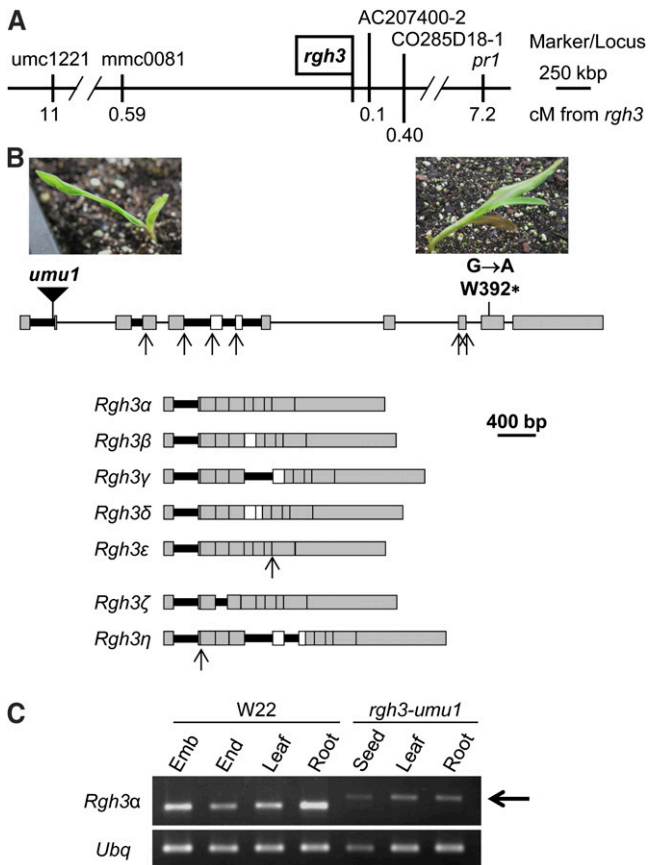 A
umc1221
mmc0081
rgh3
AC207400-2
CO285D18-1
pr1
Marker/Locus
250 kbp
11
0.59
0.1
0.40
7.2
cM from rgh3
B
umu1
G→A
W392*
Rgh3α
Rgh3β
Rgh3γ
Rgh3δ
Rgh3ε
Rgh3ζ
Rgh3η
400 bp
C
W22
rgh3-umu1
Emb
End
Leaf
Root
Seed
Leaf
Root
Rgh3α
Ubq